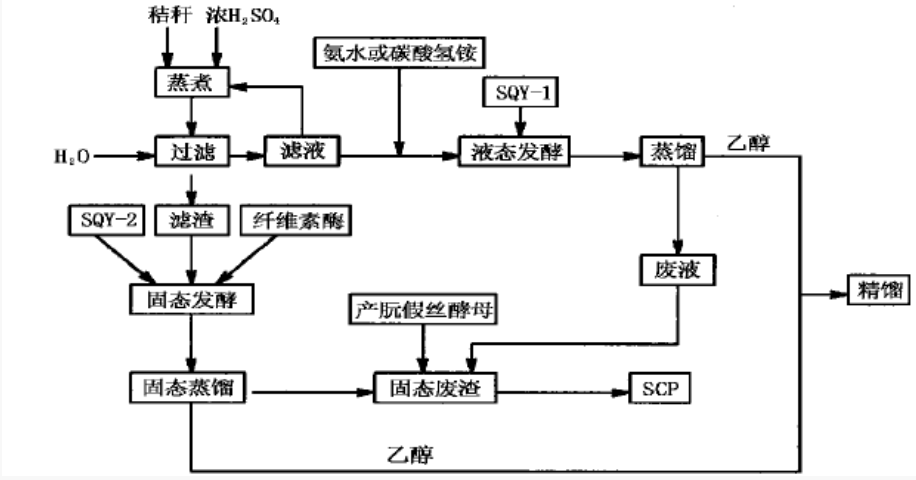 秸秆 浓H₂SO₄
氨水或碳酸氢铵
蒸煮
SQY-1
H₂O
过滤
滤液
液态发酵
蒸馏
乙醇
SQY-2
滤渣
纤维素酶
废液
固态发酵
精馏
产朊假丝酵母
固态蒸馏
固态废渣
SCP
乙醇